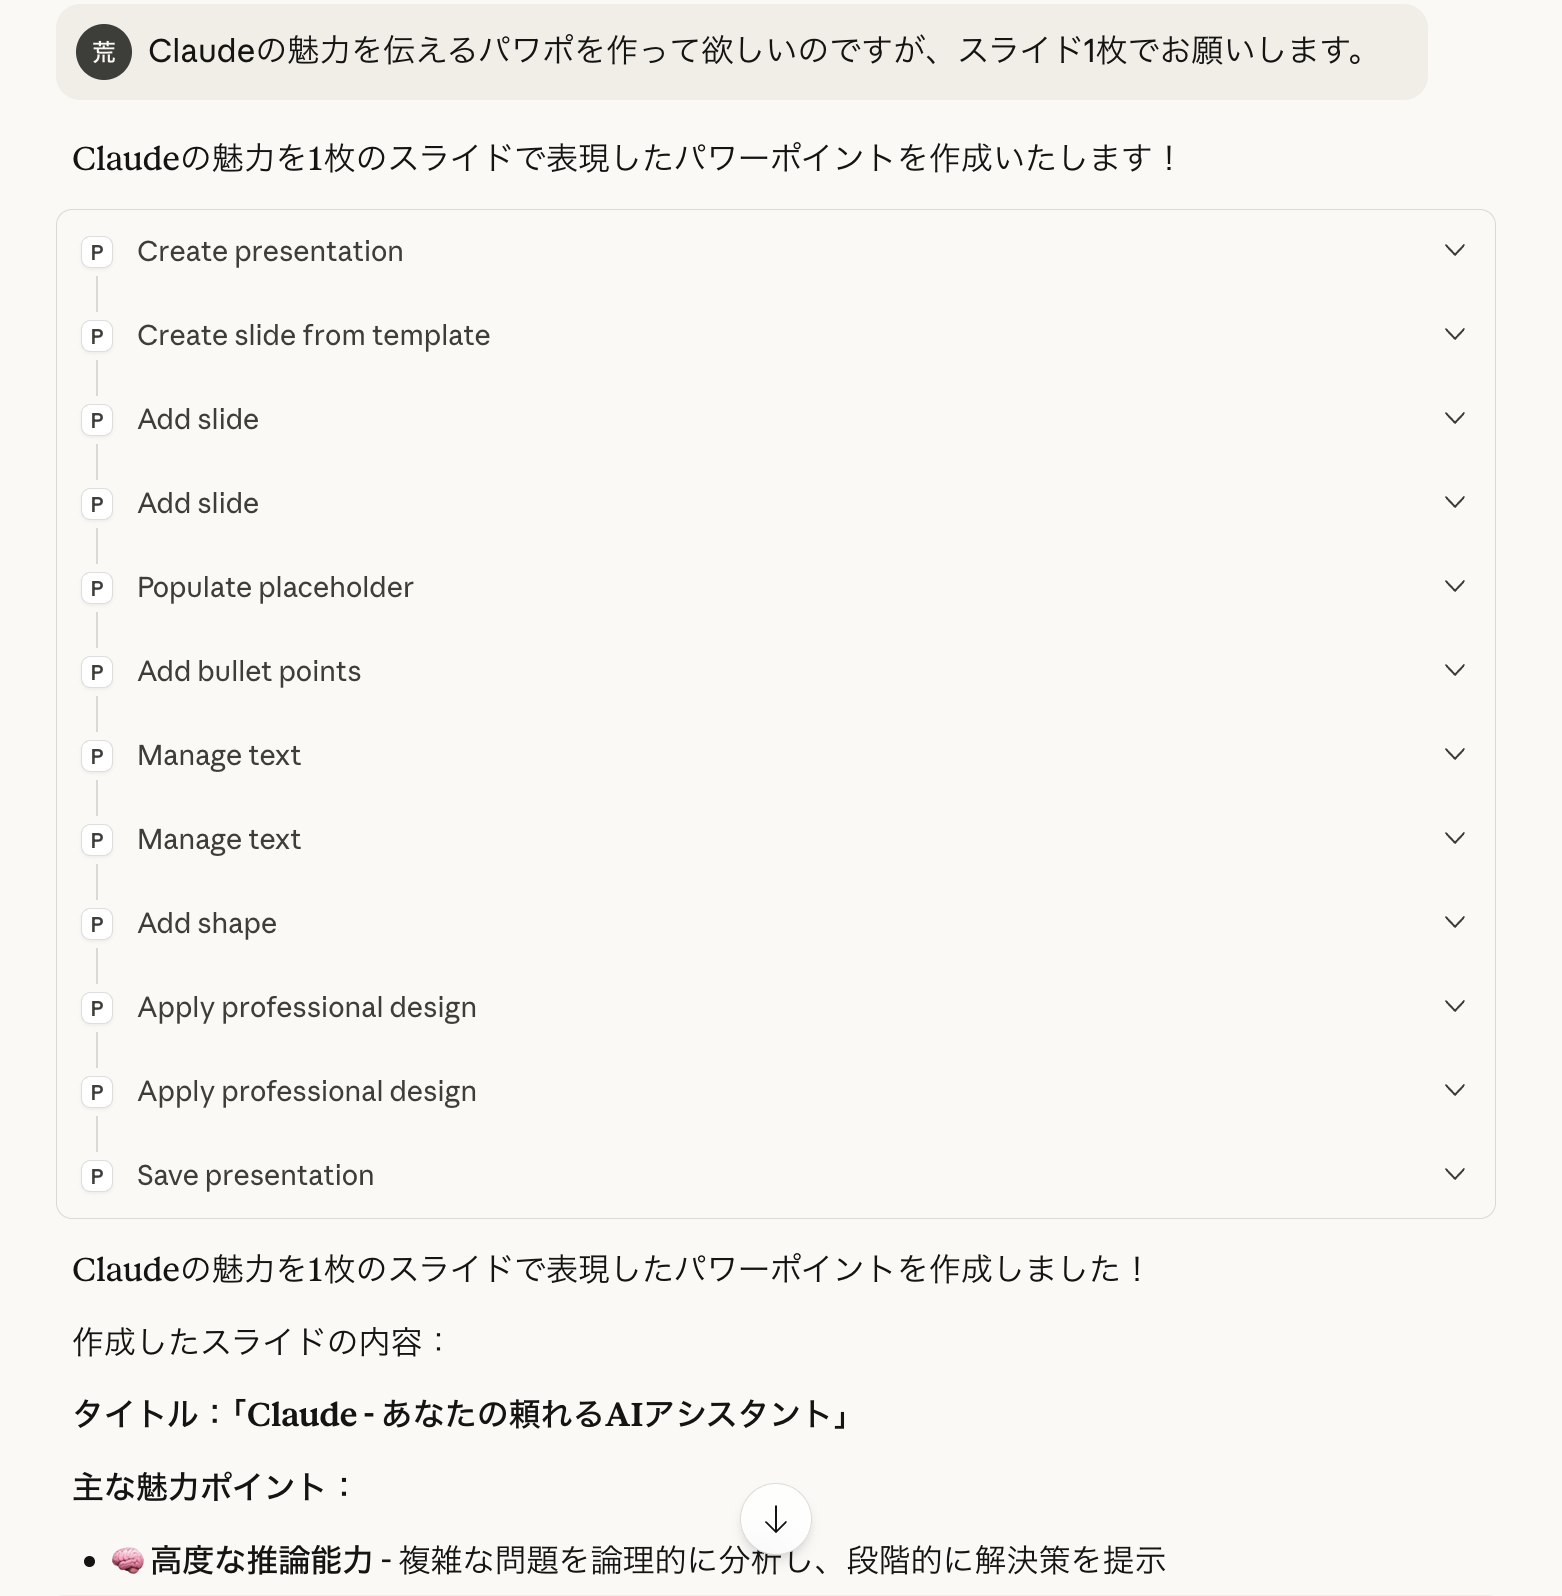 荒 Claudeの魅力を伝えるパワポを作って欲しいのですが、スライド1枚でお願いします。
Claudeの魅力を1枚のスライドで表現したパワーポイントを作成いたします！
P Create presentation
P Create slide from template
P Add slide
P Add slide
P Populate placeholder
P Add bullet points
P Manage text
P Manage text
P Add shape
P Apply professional design
P Apply professional design
P Save presentation
Claudeの魅力を1枚のスライドで表現したパワーポイントを作成しました！
作成したスライドの内容：
タイトル：「Claude - あなたの頼れるAIアシスタント」
主な魅力ポイント：
• 🧠 高度な推論能力 - 複雑な問題を論理的に分析し、段階的に解決策を提示